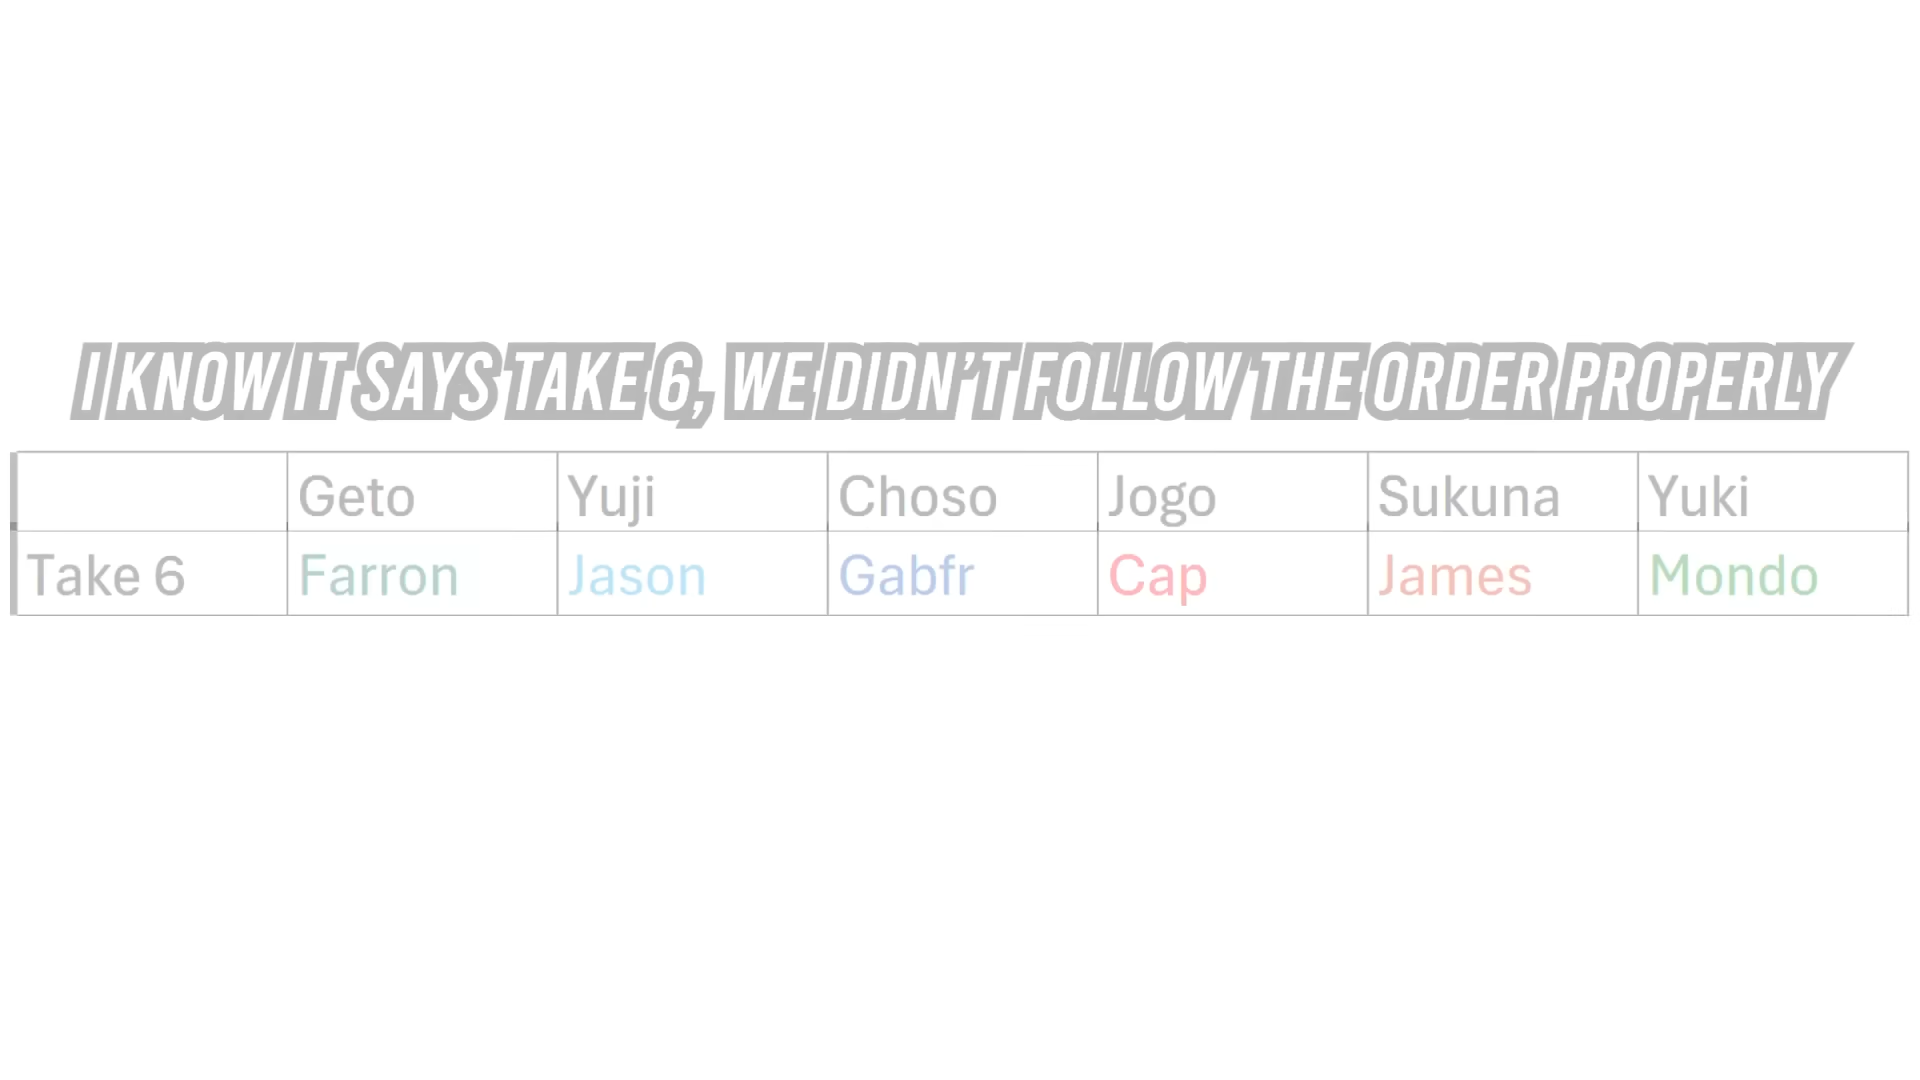 I KNOW IT SAYS TAKE 6, WE DIDN'T FOLLOW THE ORDER PROPERLY
Geto Yuji Choso Jogo Sukuna Yuki
Take 6 Farron Jason Gabfr Cap James Mondo